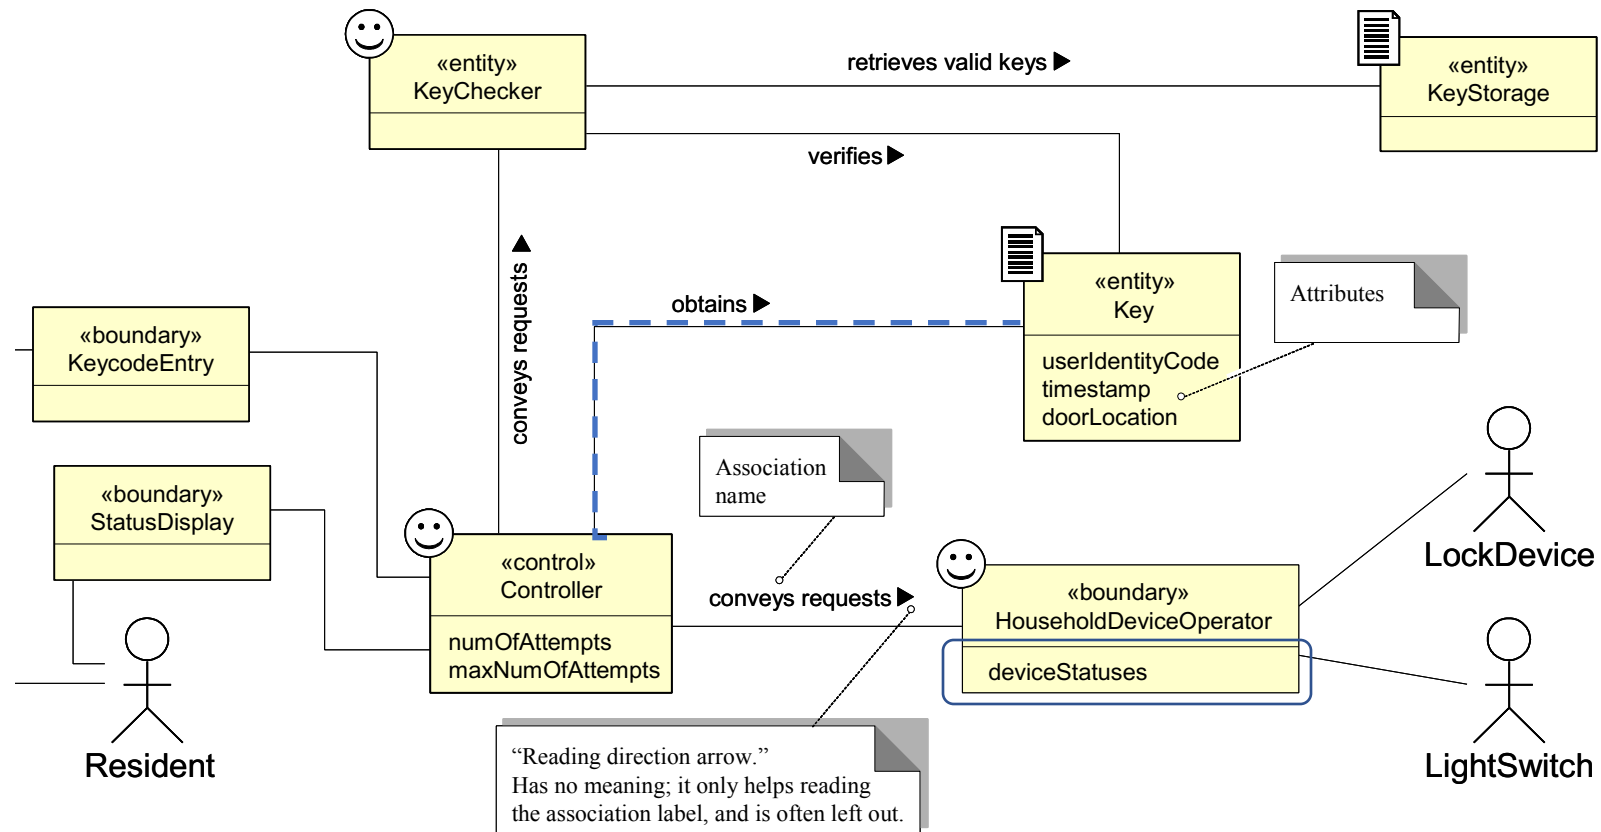 «entity»
KeyChecker
retrieves valid keys
«entity»
KeyStorage
verifies
conveys requests
obtains
«entity»
Key
userIdentityCode
timestamp
doorLocation
Attributes
«boundary»
KeycodeEntry
«boundary»
StatusDisplay
Association
name
«control»
Controller
numOfAttempts
maxNumOfAttempts
conveys requests
«boundary»
HouseholdDeviceOperator
deviceStatuses
LockDevice
LightSwitch
Resident
“Reading direction arrow.”
Has no meaning; it only helps reading
the association label, and is often left out.